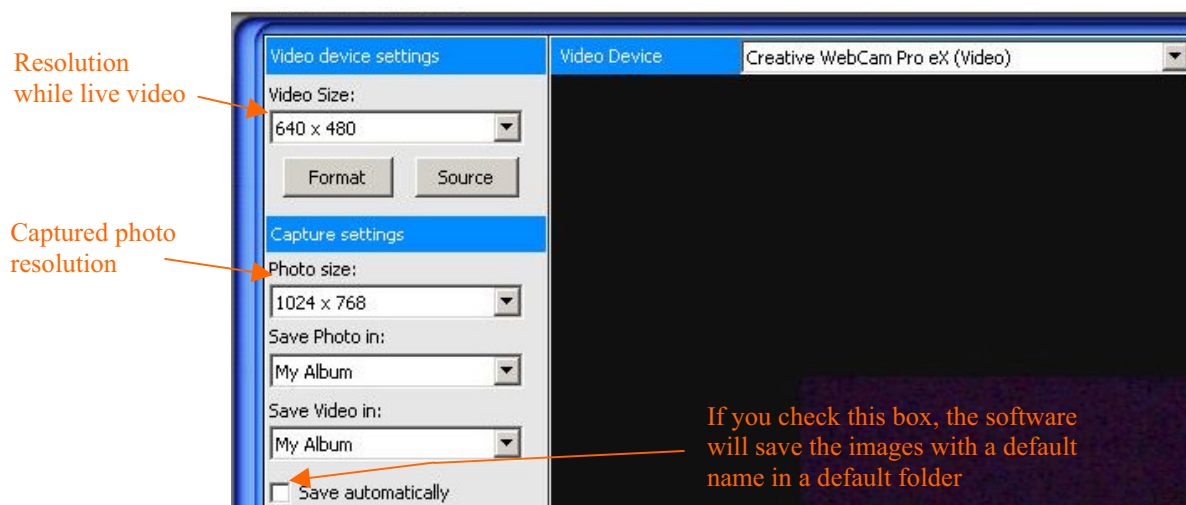 Resolution
while live video
Captured photo
resolution
Video device settings
Video Size:
640 x 480
Format Source
Capture settings
Photo size:
1024 x 768
Save Photo in:
My Album
Save Video in:
My Album
Save automatically
Video Device Creative WebCam Pro eX (Video)
If you check this box, the software
will save the images with a default
name in a default folder